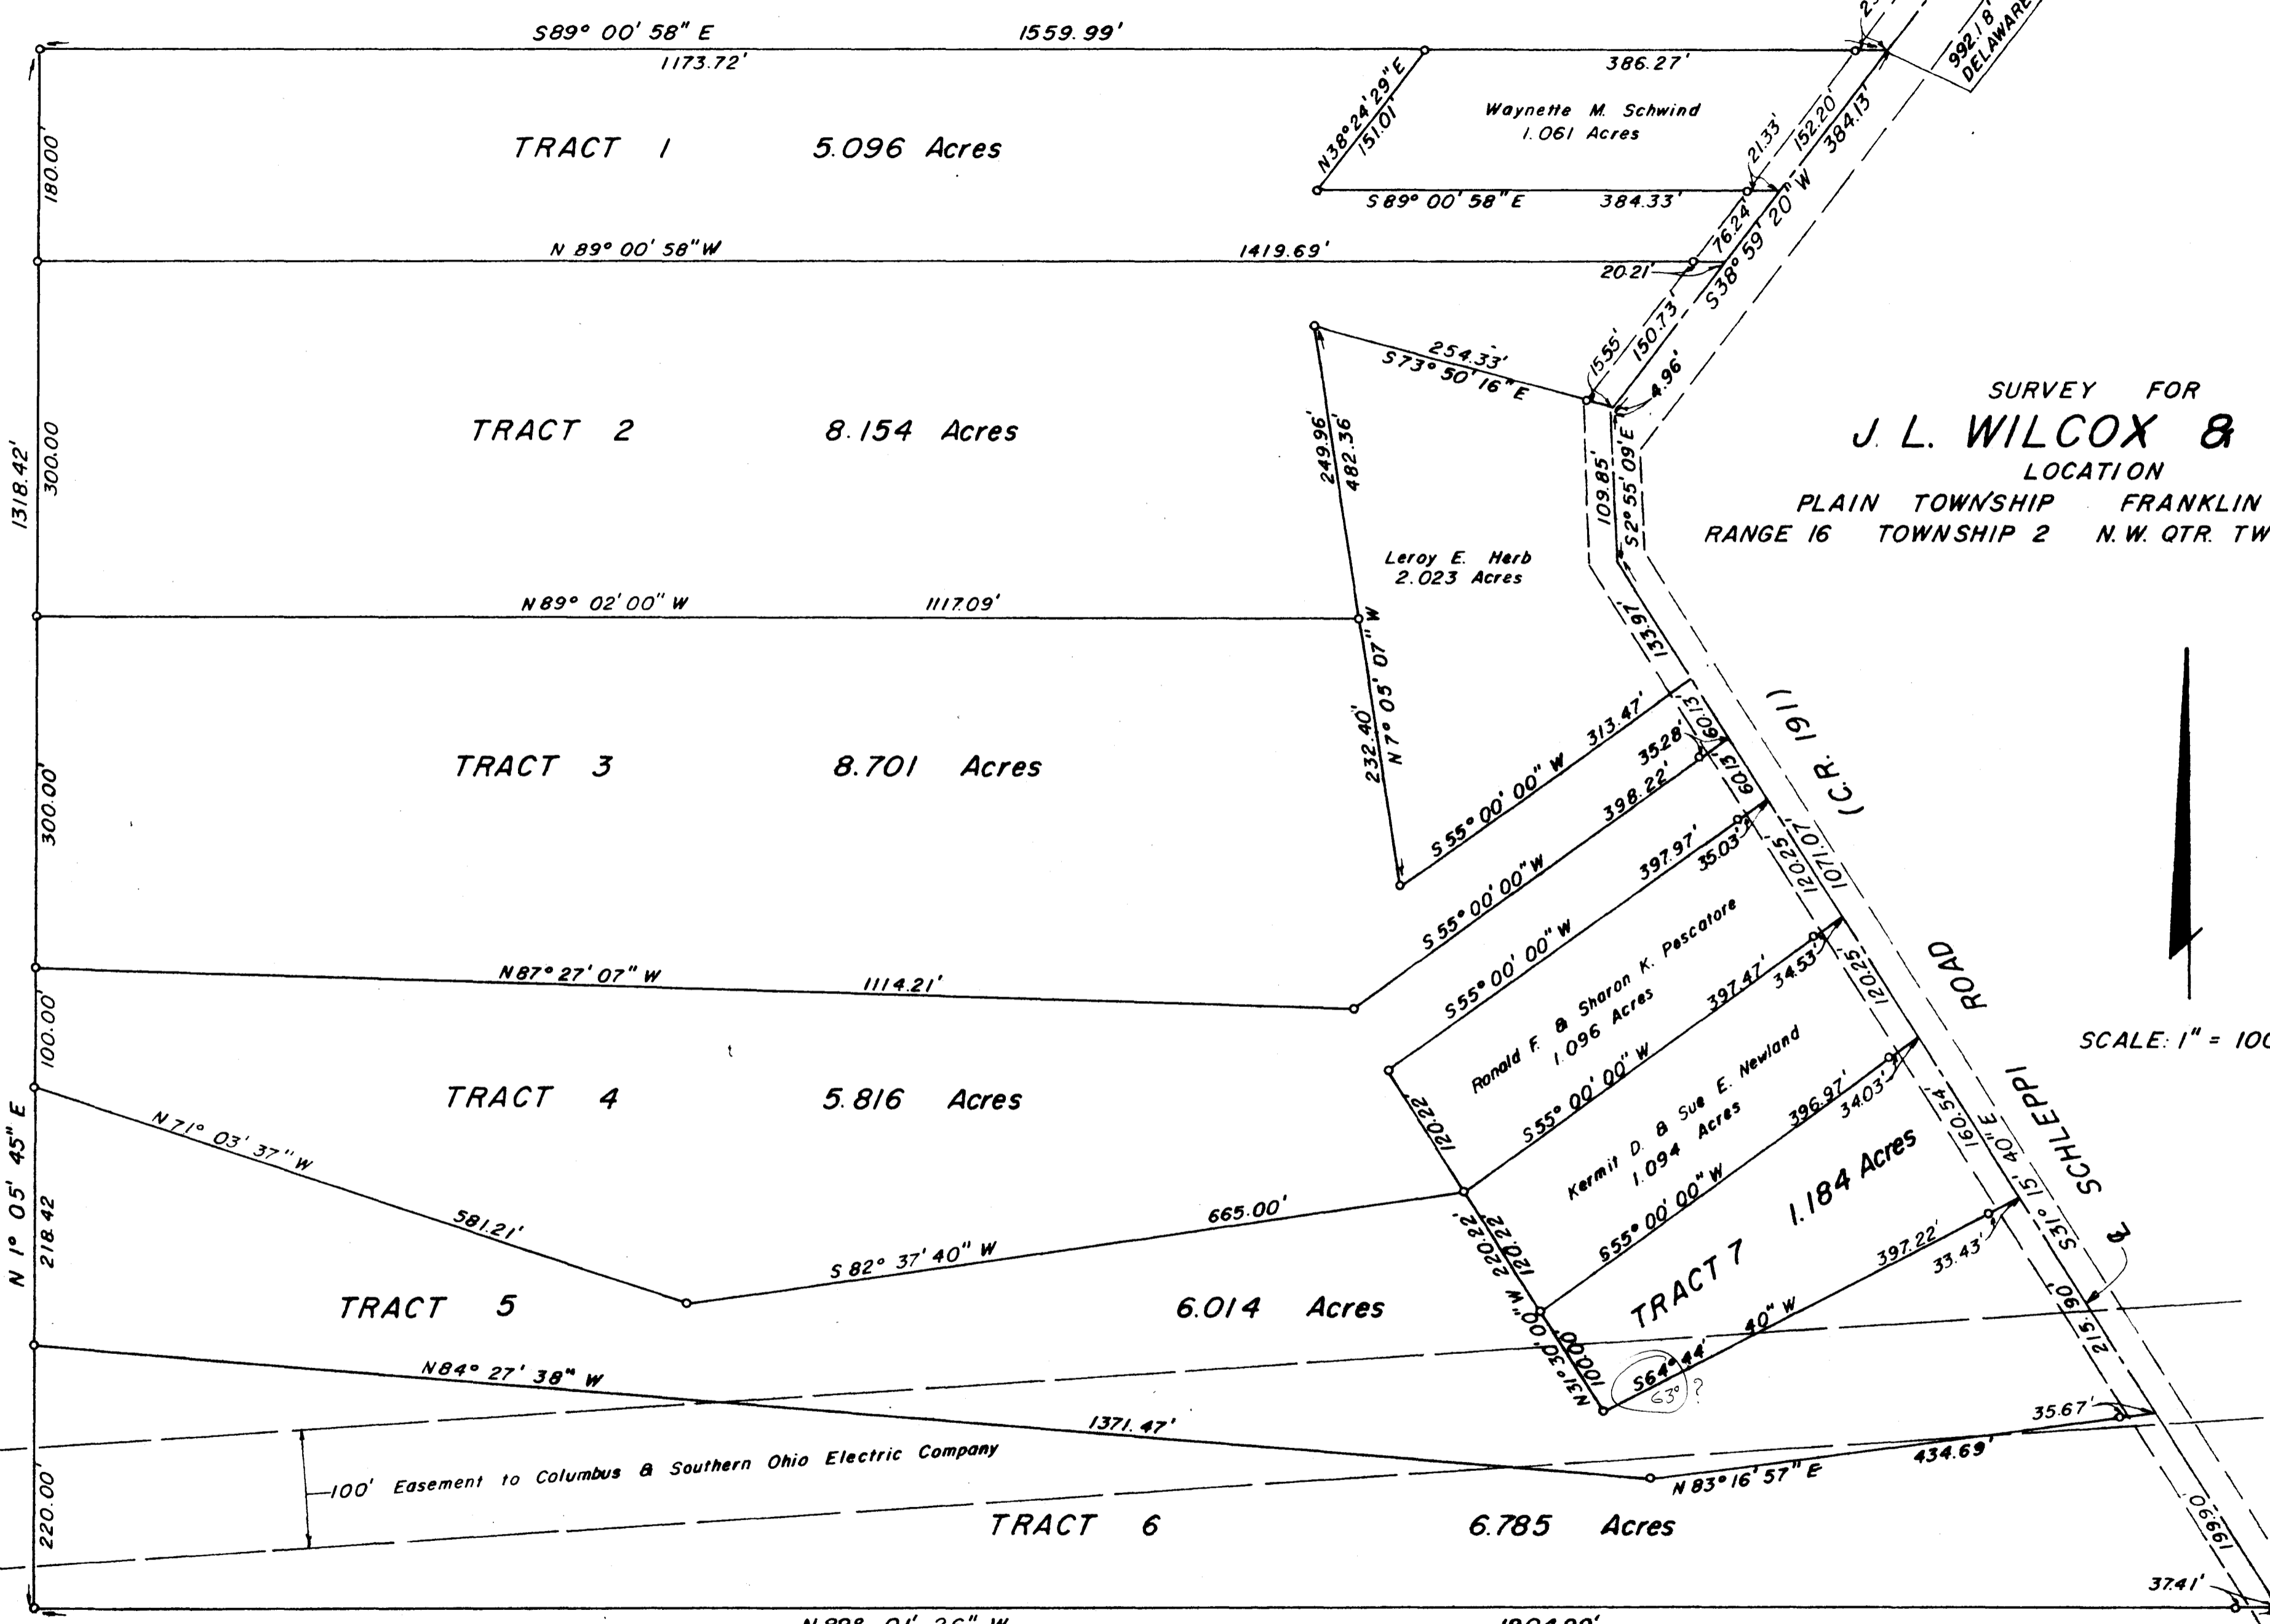 S89° 00' 58" E 1559.99'
1173.72'
386.27'
992.18'
DELAWARE
N38° 24' 29" E
151.01'
Waynette M. Schwind
1.061 Acres
21.33'
152.20'
384.13'
TRACT 1 5.096 Acres
180.00'
S89° 00' 58" E 384.33'
76.24'
S38° 59' 20" W
N 89° 00' 58" W 1419.69'
20.21'
150.73'
15.55'
4.96'
254.33'
S73° 50' 16" E
249.96'
482.36'
109.85'
S2° 55' 09" E
SURVEY FOR
J. L. WILCOX &
LOCATION
PLAIN TOWNSHIP FRANKLIN
RANGE 16 TOWNSHIP 2 N.W. QTR. TW
TRACT 2 8.154 Acres
1318.42'
300.00
Leroy E. Herb
2.023 Acres
N89° 02' 00" W 1117.09'
133.97'
232.40'
N7° 05' 07" W
S55° 00' 00" W 313.47'
60.13'
35.28'
60.13'
(C.R. 191)
TRACT 3 8.701 Acres
300.00'
S55° 00' 00" W 398.22'
S55° 00' 00" W 397.97'
35.03'
120.25'
1071.07'
N87° 27' 07" W 1114.21'
Ronald F. & Sharon K. Pescatore
1.096 Acres
S55° 00' 00" W 397.47'
34.53'
120.25'
ROAD
SCALE: 1" = 100
100.00'
TRACT 4 5.816 Acres
120.22'
Kermit D. & Sue E. Newland
1.094 Acres
S55° 00' 00" W 396.97'
34.03'
160.54'
S31° 15' 40" E
SCHLEPPI
N71° 03' 37" W
581.21'
S 82° 37' 40" W 665.00'
220.22'
120.22'
TRACT 7 1.184 Acres
N 1° 05' 45" E
218.42
TRACT 5 6.014 Acres
N31° 30' 00" W
100.00'
S64° 44' 40" W
63° ?
397.22'
33.43'
215.90'
N84° 27' 38" W
1371.47'
35.67'
N 83° 16' 57" E 434.69'
100' Easement to Columbus & Southern Ohio Electric Company
220.00'
TRACT 6 6.785 Acres
199.90'
37.41'